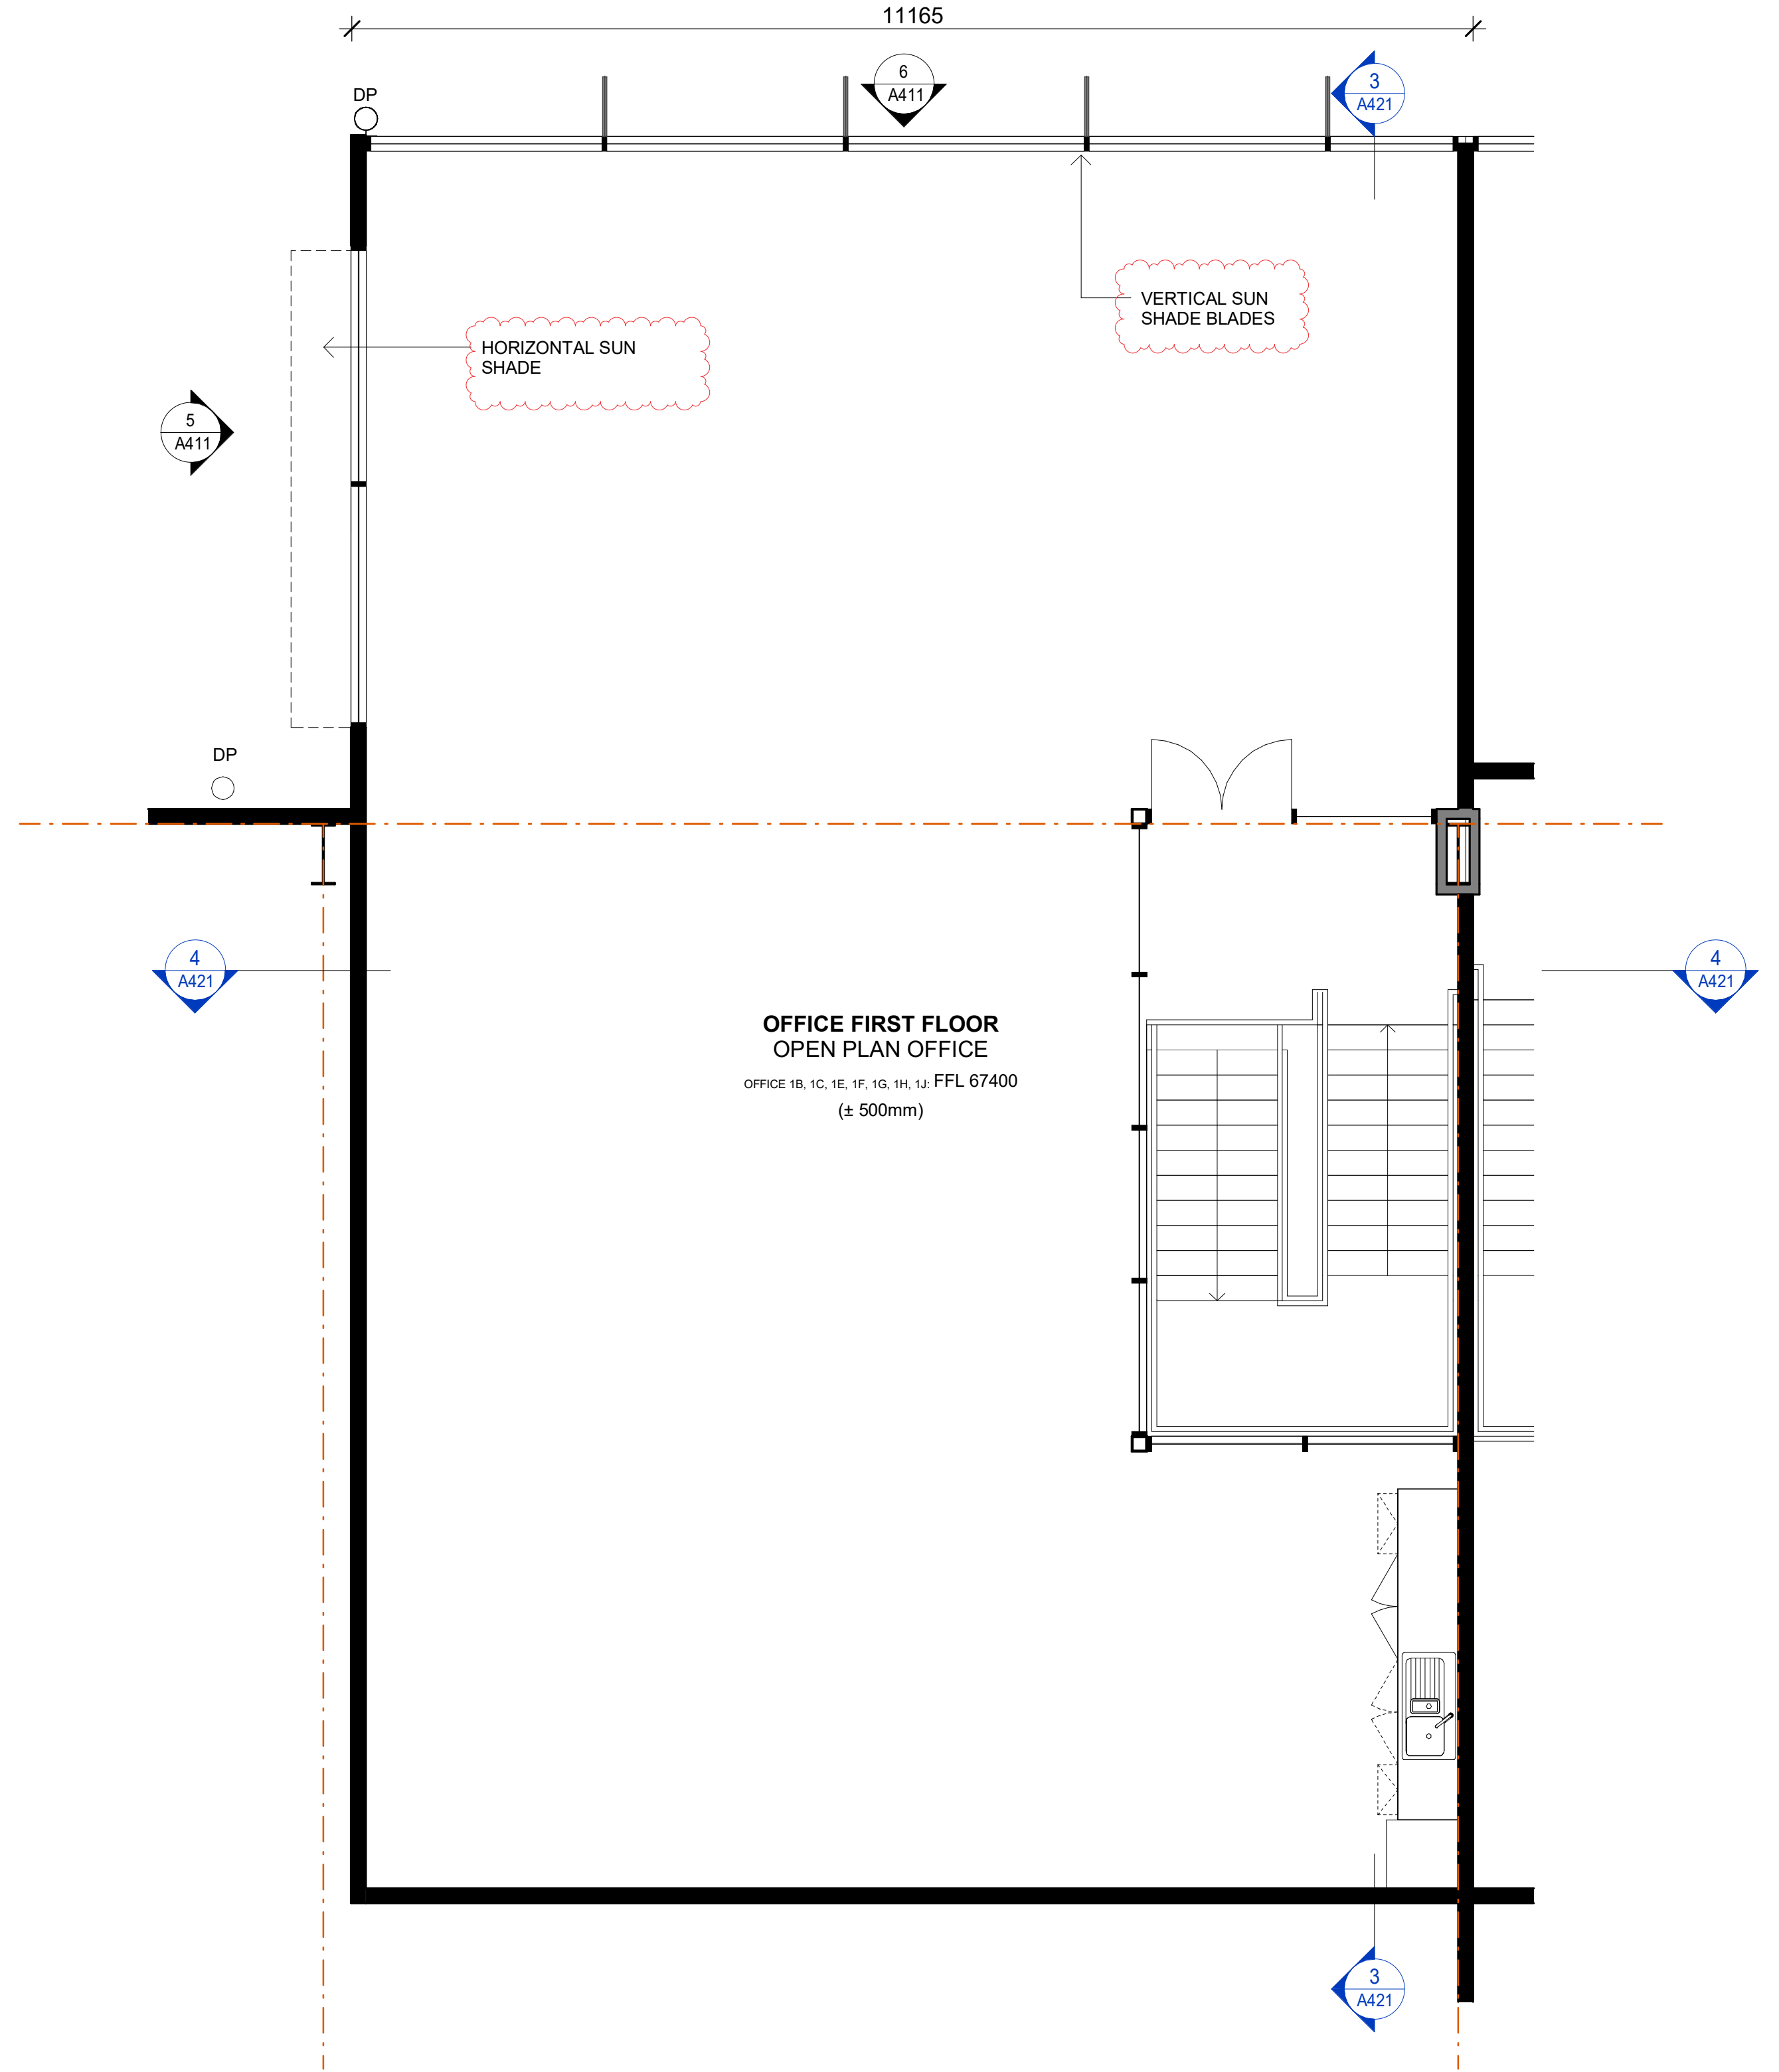 11165
6
A411
3
A421
DP
VERTICAL SUN
SHADE BLADES
HORIZONTAL SUN
SHADE
5
A411
DP
4
A421
4
A421
OFFICE FIRST FLOOR
OPEN PLAN OFFICE
OFFICE 1B, 1C, 1E, 1F, 1G, 1H, 1J: FFL 67400
(± 500mm)
3
A421